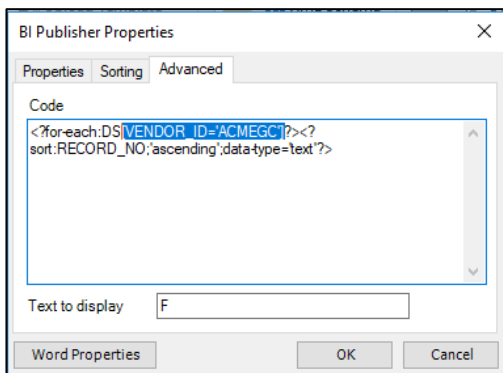 BI Publisher Properties
Properties Sorting Advanced
Code
<?for-each:DS[VENDOR_ID='ACMEGC']?><?
sort:RECORD_NO;'ascending';data-type='text'?>
Text to display F
Word Properties OK Cancel